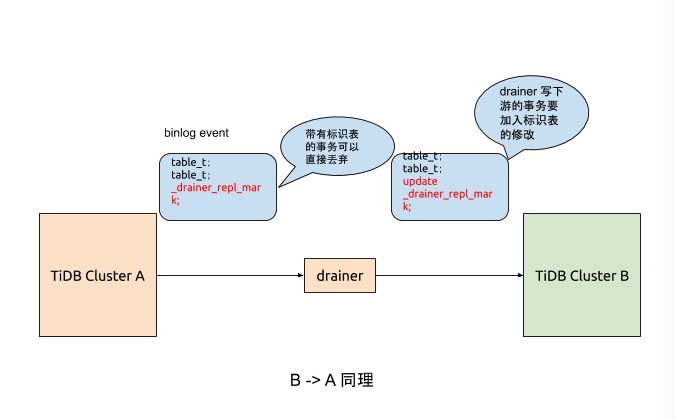 drainer 写下
游的事务要
加入标识表
的修改
binlog event
带有标识表
的事务可以
直接丢弃
table_t:
table_t:
_drainer_repl_mar
k;
table_t:
table_t:
update
_drainer_repl_mar
k;
TiDB Cluster A
drainer
TiDB Cluster B
B -> A 同理